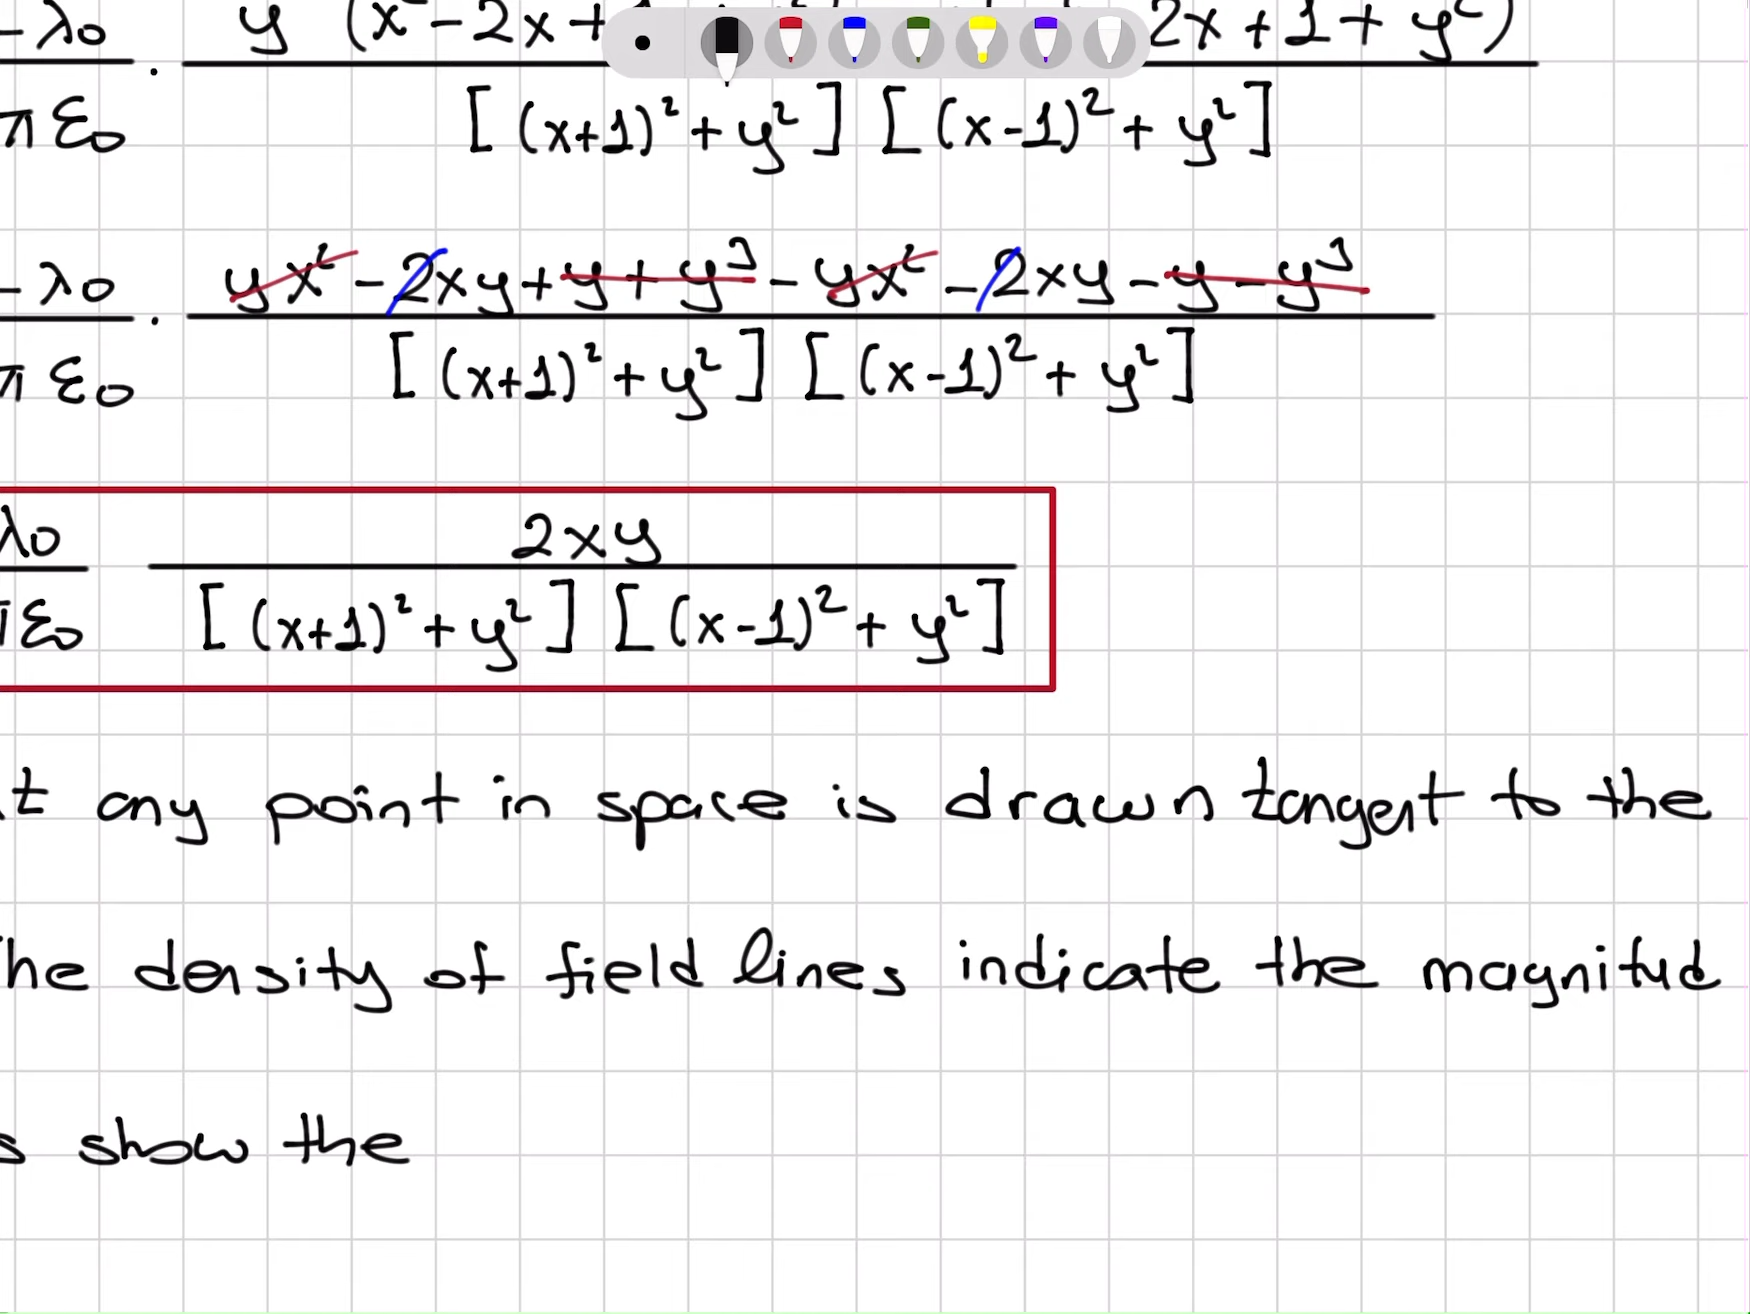 -λ0 / πε0 · y (x²-2x+ 2x+1+y²) / [(x+1)²+y²] [(x-1)²+y²]
-λ0 / πε0 · yx²-2xy+y+y³-yx²-2xy-y-y³ / [(x+1)²+y²] [(x-1)²+y²]
λ0 / πε0 2xy / [(x+1)²+y²] [(x-1)²+y²]
t any point in space is drawn tangent to the
he density of field lines indicate the magnitud
s show the